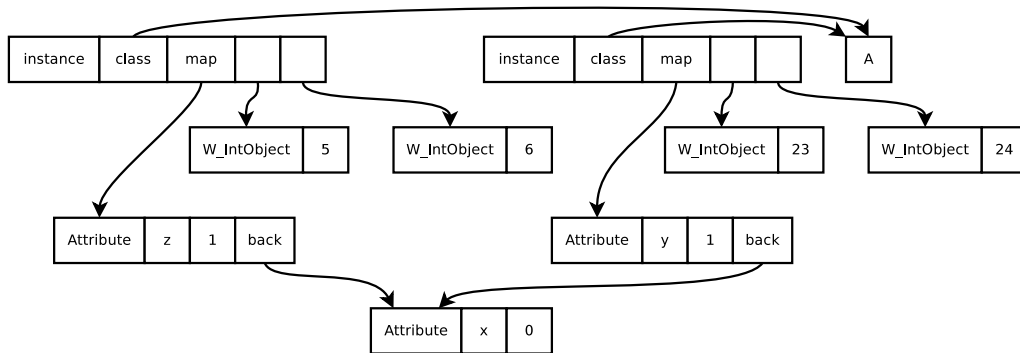 instance class map instance class map A
W_IntObject 5 W_IntObject 6 W_IntObject 23 W_IntObject 24
Attribute z 1 back Attribute y 1 back
Attribute x 0